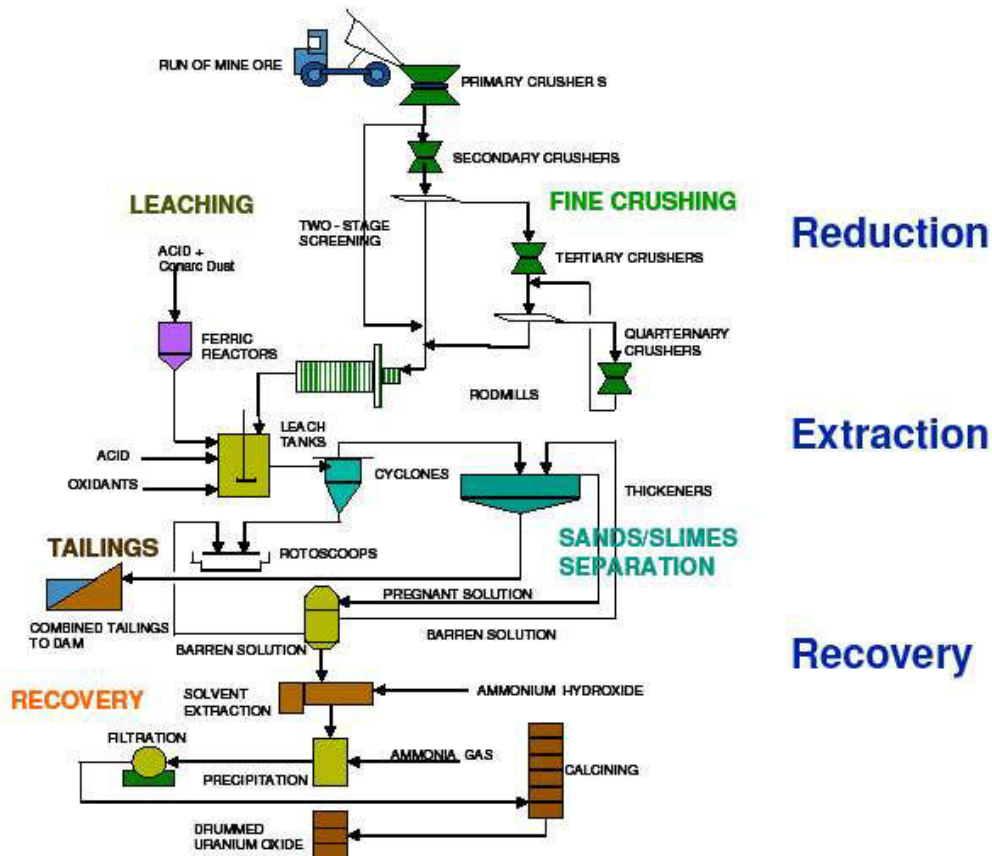 RUN OF MINE ORE
PRIMARY CRUSHER S
SECONDARY CRUSHERS
LEACHING
FINE CRUSHING
TWO - STAGE
SCREENING
Reduction
ACID +
Conarc Dust
TERTIARY CRUSHERS
FERRIC
REACTORS
QUARTERNARY
CRUSHERS
RODMILLS
LEACH
TANKS
Extraction
ACID
CYCLONES
OXIDANTS
THICKENERS
TAILINGS
ROTOSCOOPS
SANDS/SLIMES
SEPARATION
PREGNANT SOLUTION
COMBINED TAILINGS
TO DAM
BARREN SOLUTION
BARREN SOLUTION
Recovery
RECOVERY
SOLVENT
EXTRACTION
AMMONIUM HYDROXIDE
FILTRATION
PRECIPITATION
AMMONIA GAS
CALCINING
DRUMMED
URANIUM OXIDE